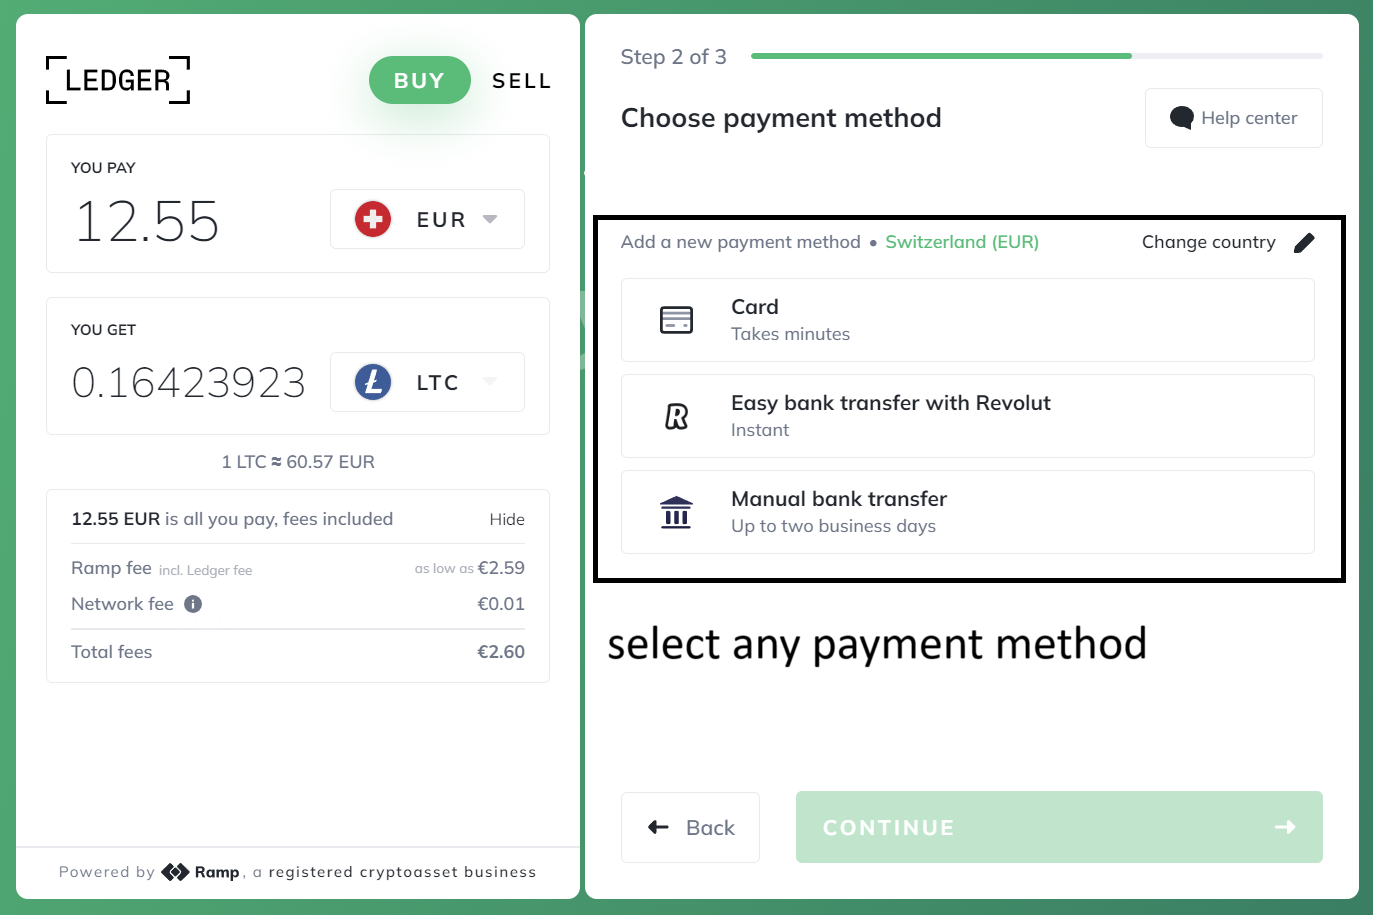 LEDGER
BUY SELL
YOU PAY
12.55 EUR
YOU GET
0.16423923 LTC
1 LTC ≈ 60.57 EUR
12.55 EUR is all you pay, fees included Hide
Ramp fee incl. Ledger fee as low as €2.59
Network fee €0.01
Total fees €2.60
Powered by Ramp, a registered cryptoasset business
Step 2 of 3
Choose payment method
Help center
Add a new payment method • Switzerland (EUR) Change country
Card
Takes minutes
Easy bank transfer with Revolut
Instant
Manual bank transfer
Up to two business days
select any payment method
Back
CONTINUE